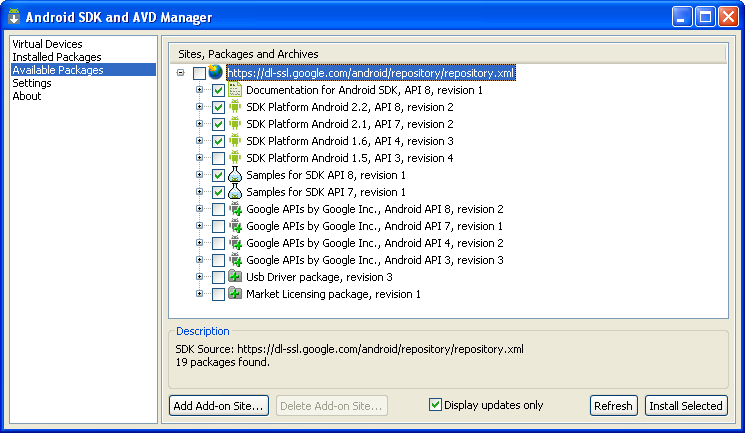 Android SDK and AVD Manager
Virtual Devices
Installed Packages
Available Packages
Settings
About
Sites, Packages and Archives
https://dl-ssl.google.com/android/repository/repository.xml
Documentation for Android SDK, API 8, revision 1
SDK Platform Android 2.2, API 8, revision 2
SDK Platform Android 2.1, API 7, revision 2
SDK Platform Android 1.6, API 4, revision 3
SDK Platform Android 1.5, API 3, revision 4
Samples for SDK API 8, revision 1
Samples for SDK API 7, revision 1
Google APIs by Google Inc., Android API 8, revision 2
Google APIs by Google Inc., Android API 7, revision 1
Google APIs by Google Inc., Android API 4, revision 2
Google APIs by Google Inc., Android API 3, revision 3
Usb Driver package, revision 3
Market Licensing package, revision 1
Description
SDK Source: https://dl-ssl.google.com/android/repository/repository.xml
19 packages found.
Add Add-on Site... Delete Add-on Site... Display updates only Refresh Install Selected